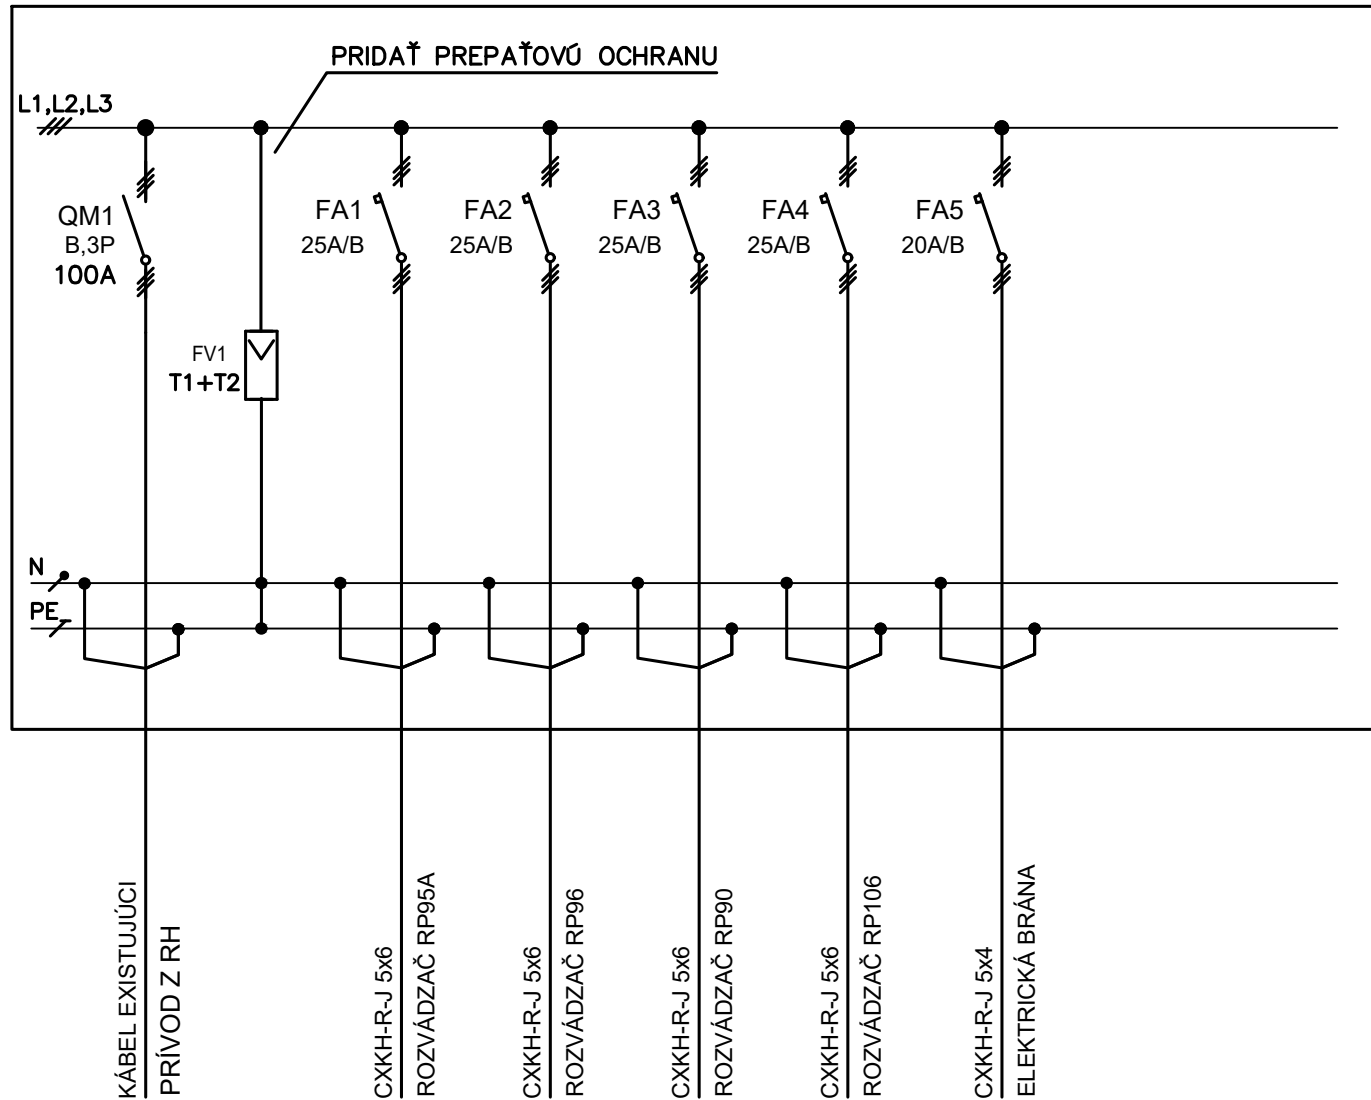 PRIDAŤ PREPAŤOVÚ OCHRANU
L1,L2,L3
QM1
B,3P
100A
FV1
T1+T2
FA1
25A/B
FA2
25A/B
FA3
25A/B
FA4
25A/B
FA5
20A/B
N
PE
KÁBEL EXISTUJÚCI
PRÍVOD Z RH
CXKH-R-J 5x6
ROZVÁDZAČ RP95A
CXKH-R-J 5x6
ROZVÁDZAČ RP96
CXKH-R-J 5x6
ROZVÁDZAČ RP90
CXKH-R-J 5x6
ROZVÁDZAČ RP106
CXKH-R-J 5x4
ELEKTRICKÁ BRÁNA